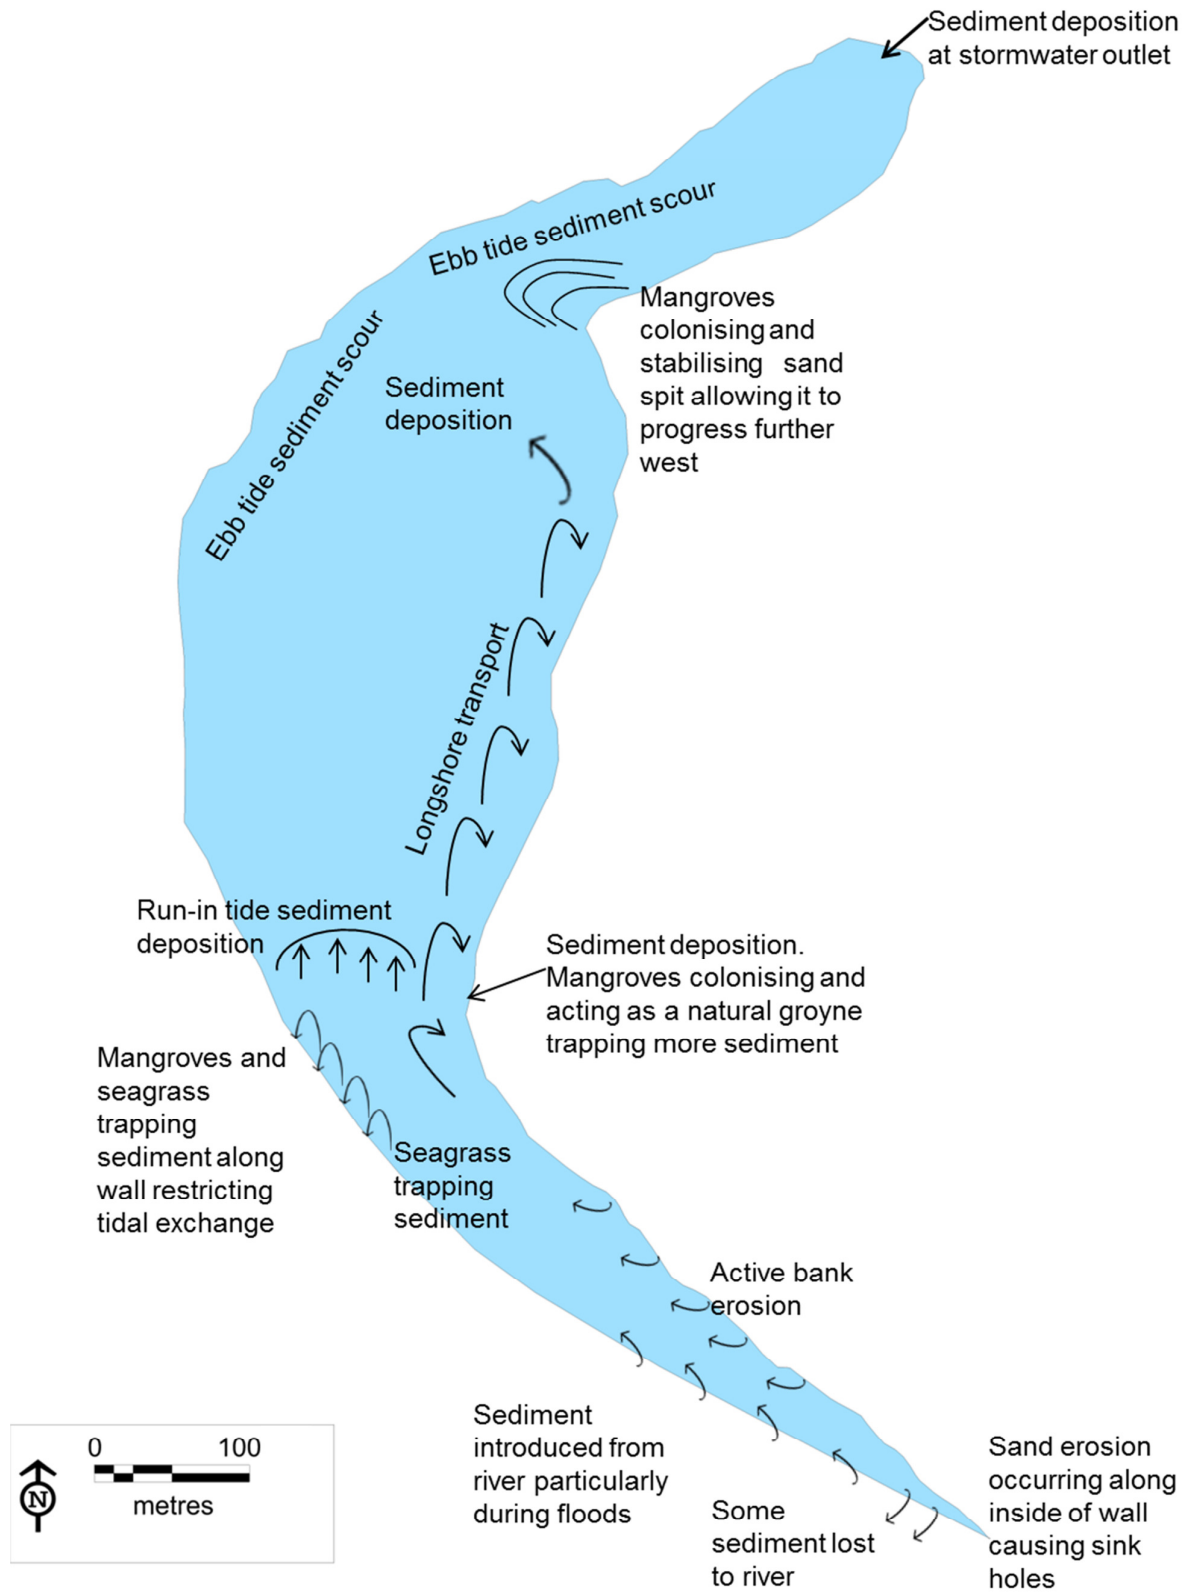 Sediment deposition
at stormwater outlet
Ebb tide sediment scour
Mangroves
colonising and
stabilising sand
spit allowing it to
progress further
west
Ebb tide sediment scour
Sediment
deposition
Longshore transport
Run-in tide sediment
deposition
Sediment deposition.
Mangroves colonising and
acting as a natural groyne
trapping more sediment
Mangroves and
seagrass
trapping
sediment along
wall restricting
tidal exchange
Seagrass
trapping
sediment
Active bank
erosion
Sediment
introduced from
river particularly
during floods
Some
sediment lost
to river
Sand erosion
occurring along
inside of wall
causing sink
holes
0 100
metres
N